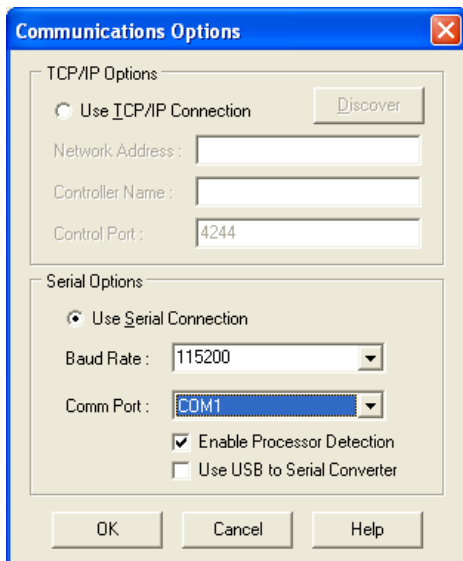 Communications Options
TCP/IP Options
Use TCP/IP Connection
Discover
Network Address :
Controller Name :
Control Port :
4244
Serial Options
Use Serial Connection
Baud Rate :
115200
Comm Port :
COM1
Enable Processor Detection
Use USB to Serial Converter
OK
Cancel
Help